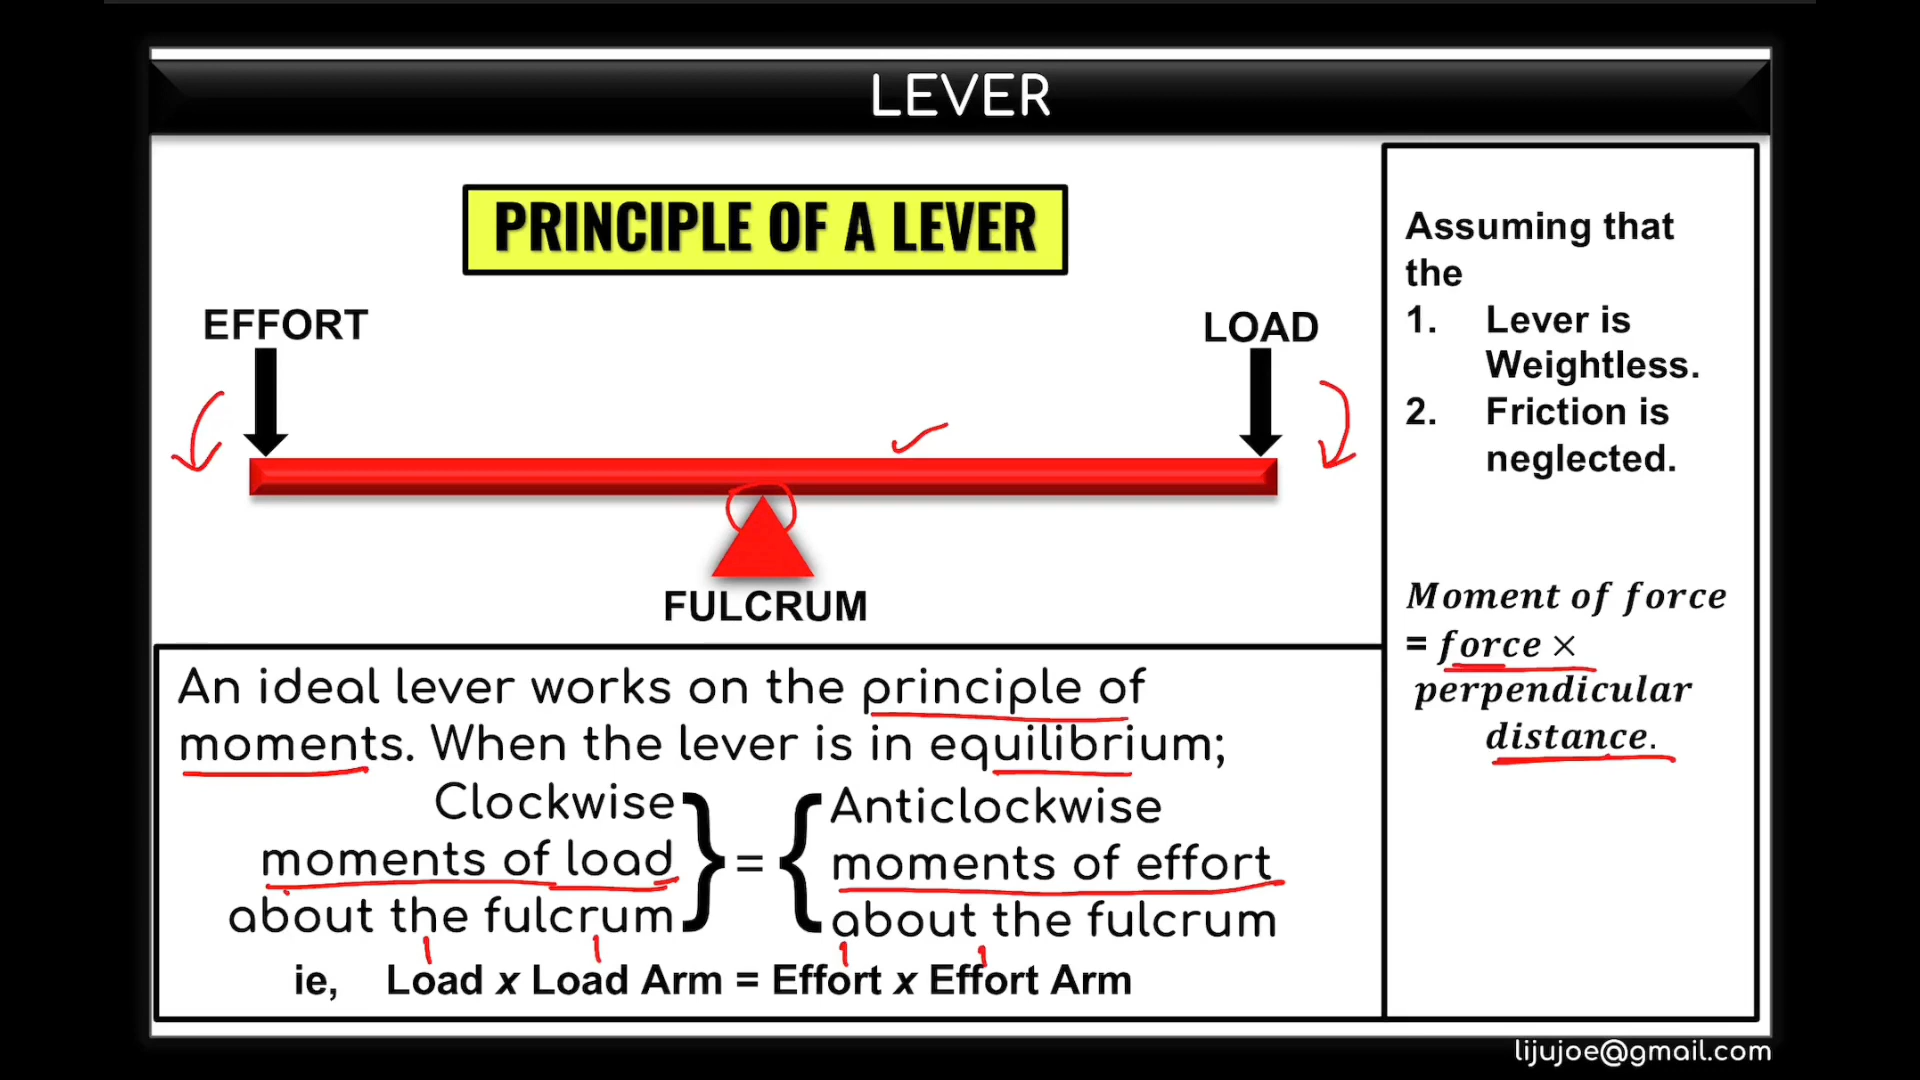 LEVER
PRINCIPLE OF A LEVER
EFFORT
LOAD
FULCRUM
An ideal lever works on the principle of
moments. When the lever is in equilibrium;
Clockwise
moments of load
about the fulcrum
} = {
Anticlockwise
moments of effort
about the fulcrum
ie, Load x Load Arm = Effort x Effort Arm
Assuming that
the
1. Lever is
Weightless.
2. Friction is
neglected.
Moment of force
= force ×
perpendicular
distance.
lijujoe@gmail.com